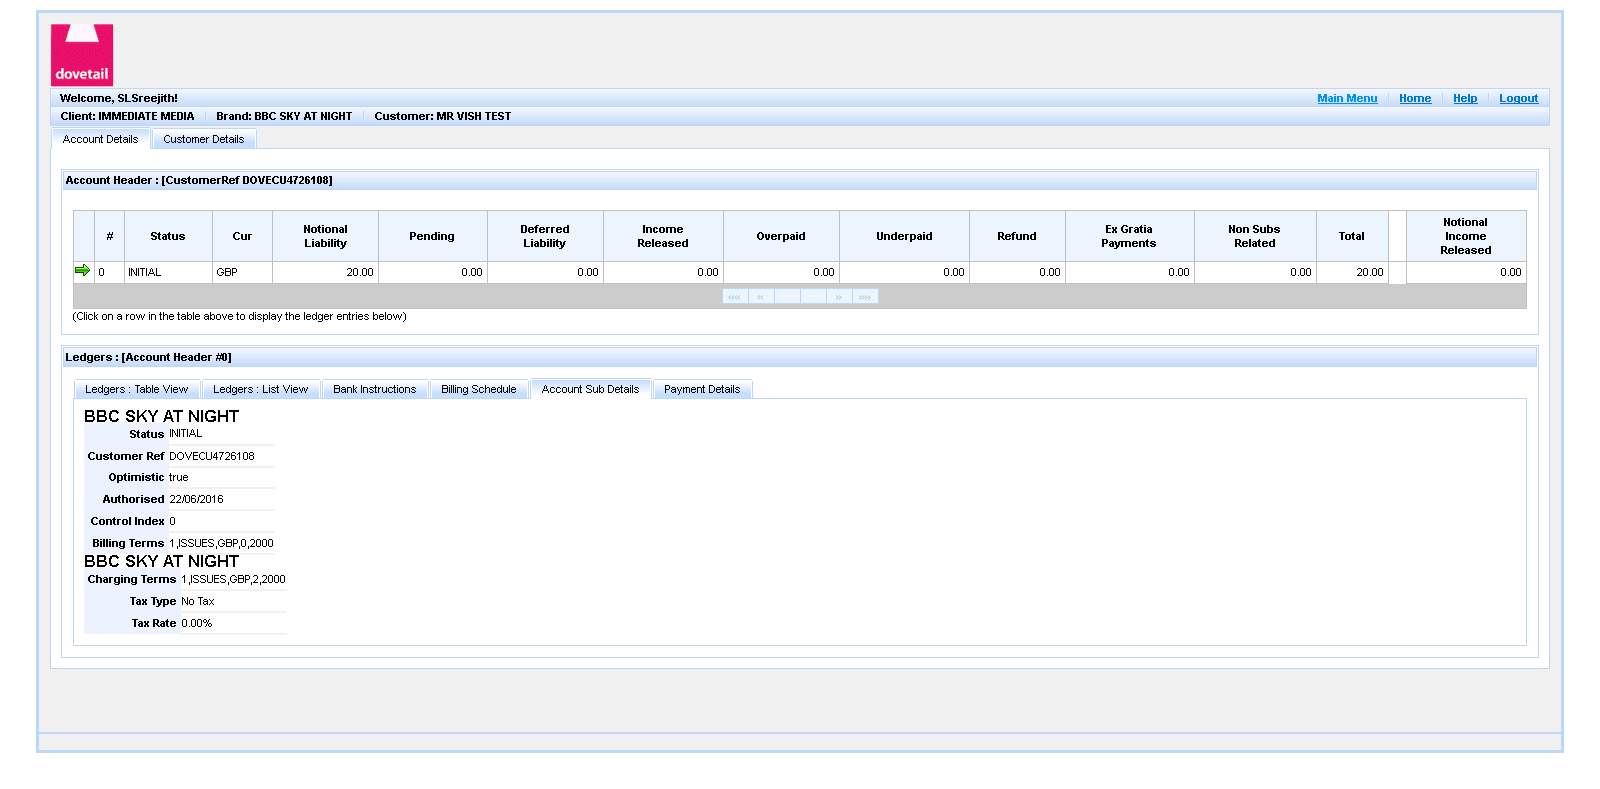 dovetail
Welcome, SLSreejith!
Main Menu Home Help Logout
Client: IMMEDIATE MEDIA Brand: BBC SKY AT NIGHT Customer: MR VISH TEST
Account Details Customer Details
Account Header : [CustomerRef DOVECU4726108]
# Status Cur Notional Liability Pending Deferred Liability Income Released Overpaid Underpaid Refund Ex Gratia Payments Non Subs Related Total Notional Income Released
0 INITIAL GBP 20.00 0.00 0.00 0.00 0.00 0.00 0.00 0.00 0.00 20.00 0.00
«« « » »»
(Click on a row in the table above to display the ledger entries below)
Ledgers : [Account Header #0]
Ledgers : Table View Ledgers : List View Bank Instructions Billing Schedule Account Sub Details Payment Details
BBC SKY AT NIGHT
Status INITIAL
Customer Ref DOVECU4726108
Optimistic true
Authorised 22/06/2016
Control Index 0
Billing Terms 1,ISSUES,GBP,0,2000
BBC SKY AT NIGHT
Charging Terms 1,ISSUES,GBP,2,2000
Tax Type No Tax
Tax Rate 0.00%